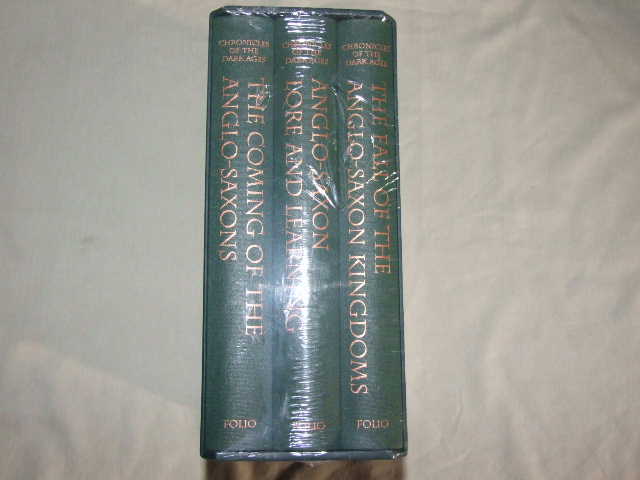 CHRONICLES
OF THE
DARK AGES
THE COMING OF THE
ANGLO-SAXONS
FOLIO
CHRONICLES
OF THE
DARK AGES
ANGLO-SAXON
LORE AND LEARNING
FOLIO
CHRONICLES
OF THE
DARK AGES
THE FALL OF THE
ANGLO-SAXON KINGDOMS
FOLIO